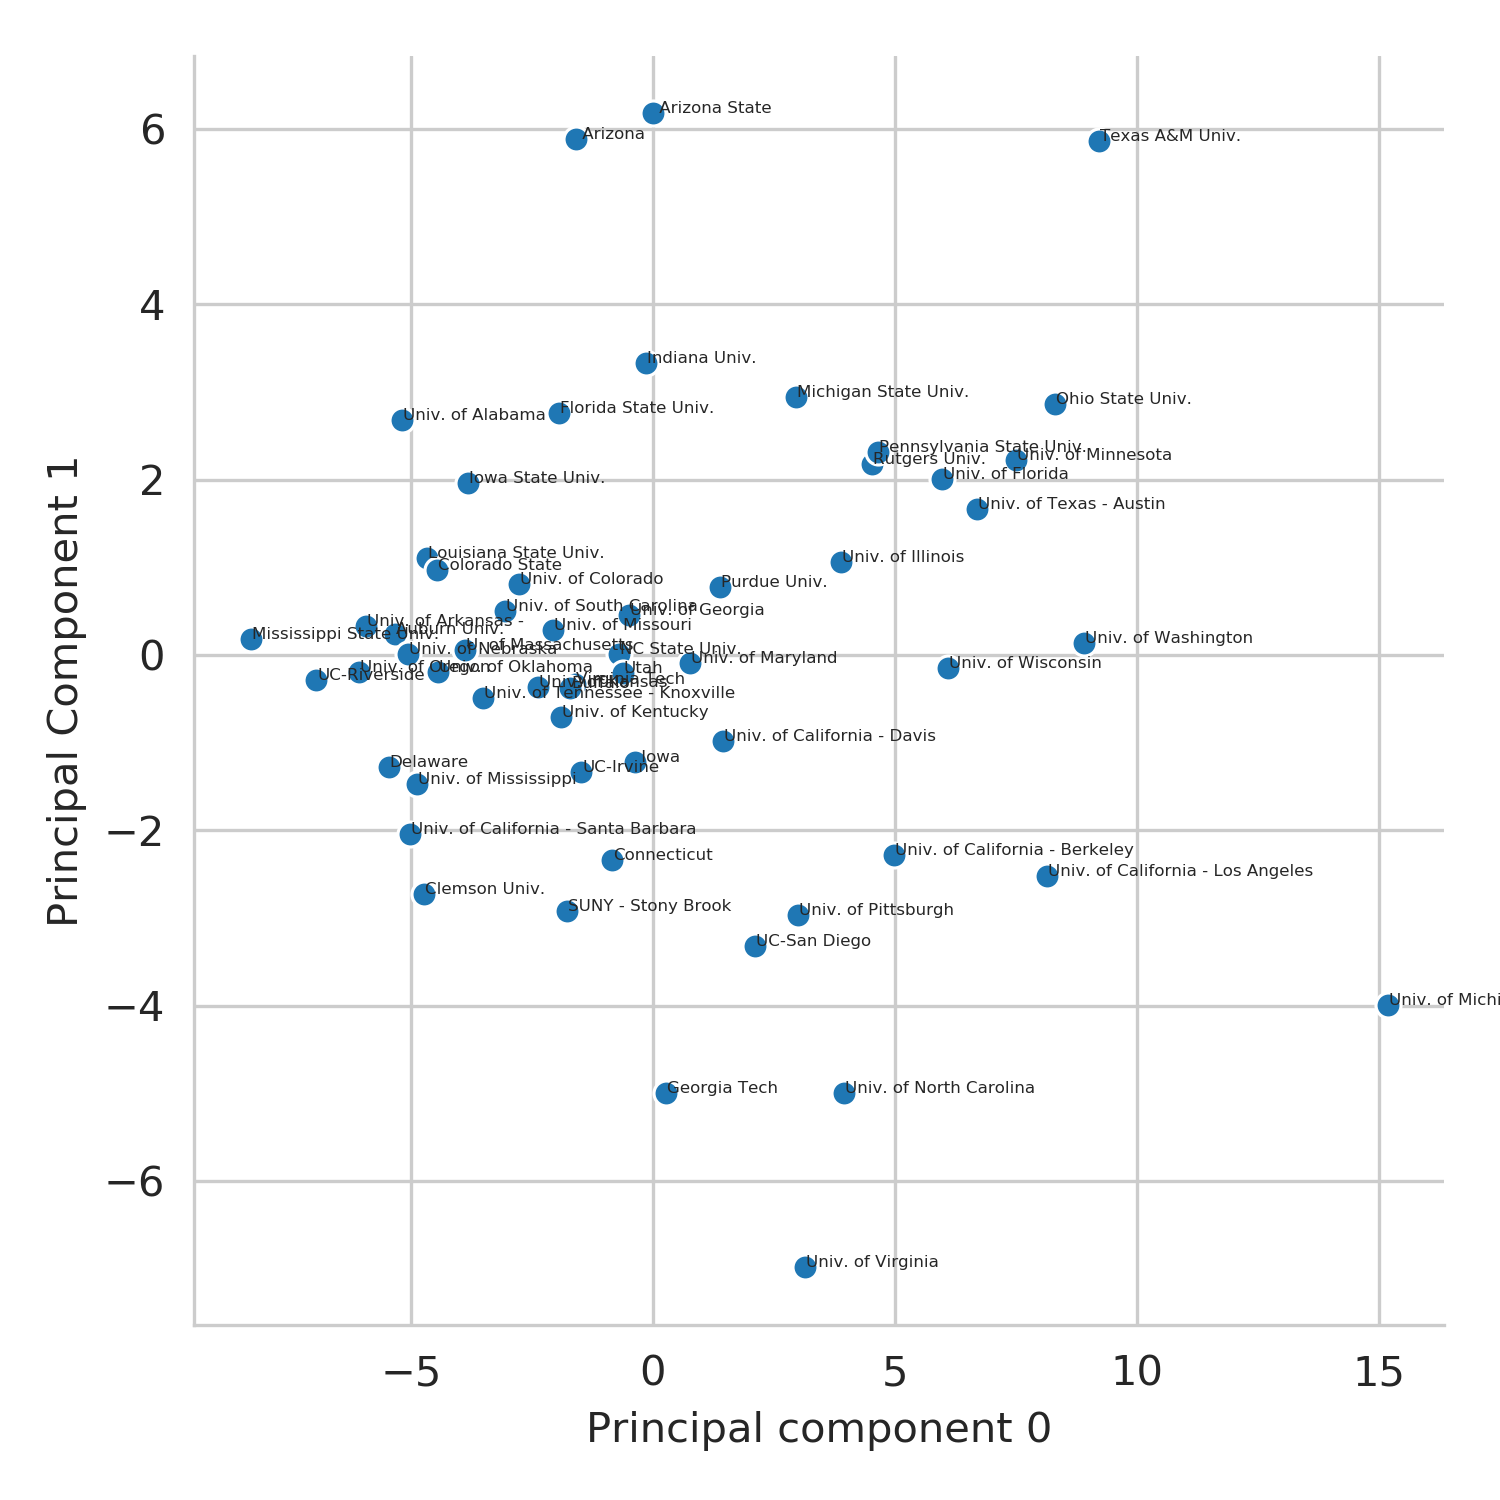 Arizona State
6
Arizona
Texas A&M Univ.
4
Indiana Univ.
Michigan State Univ.
Ohio State Univ.
Florida State Univ.
Univ. of Alabama
Pennsylvania State Univ.
Univ. of Minnesota
Rutgers Univ.
Univ. of Florida
2
Iowa State Univ.
Univ. of Texas - Austin
Louisiana State Univ.
Univ. of Illinois
Colorado State
Univ. of Colorado
Purdue Univ.
Univ. of South Carolina
Univ. of Georgia
Univ. of Arkansas -
Univ. of Missouri
Auburn Univ.
Mississippi State Univ.
Univ. of Washington
U. of Massachusetts
Univ. of Nebraska
NC State Univ.
0
Univ. of Maryland
Univ. of Wisconsin
Univ. of Oregon
Univ. of Oklahoma
Utah
UC-Riverside
Virginia Tech
Univ. of Kansas
Buffalo
Univ. of Tennessee - Knoxville
Univ. of Kentucky
Univ. of California - Davis
Iowa
Delaware
UC-Irvine
Univ. of Mississippi
−2
Univ. of California - Santa Barbara
Univ. of California - Berkeley
Connecticut
Univ. of California - Los Angeles
Clemson Univ.
SUNY - Stony Brook
Univ. of Pittsburgh
UC-San Diego
Univ. of Michi
−4
Georgia Tech
Univ. of North Carolina
−6
Univ. of Virginia
−5
0
5
10
15
Principal component 0
Principal Component 1